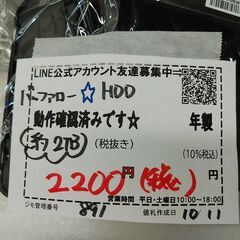 LINE公式アカウント友達募集中⇒
バッファロー☆HDD
動作確認済みです☆ 年製
(約2TB) (税抜き) 円
(10%税込)
2200円(税込)
営業時間 平日・土曜日10:00~18:00
ジモ管理番号 891 値札作成日 10/11